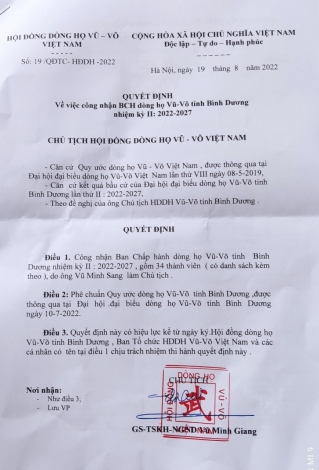 HỘI ĐỒNG DÒNG HỌ VŨ – VÕ
VIỆT NAM
CỘNG HÒA XÃ HỘI CHỦ NGHĨA VIỆT NAM
Độc lập – Tự do – Hạnh phúc
Số: 19 /QĐTC- HĐDH -2022
Hà Nội, ngày 19 tháng 8 năm 2022
QUYẾT ĐỊNH
Về việc công nhận BCH dòng họ Vũ-Võ tỉnh Bình Dương
nhiệm kỳ II: 2022-2027
CHỦ TỊCH HỘI ĐỒNG DÒNG HỌ VŨ - VÕ VIỆT NAM
- Căn cứ Quy ước dòng họ Vũ - Võ Việt Nam , được thông qua tại
Đại hội đại biểu dòng họ Vũ-Võ Việt Nam lần thứ VIII ngày 08-5-2019,
- Căn cứ kết quả bầu cử của Đại hội đại biểu dòng họ Vũ-Võ tỉnh
Bình Dương lần thứ II : 2022-2027,
- Theo đề nghị của ông Chủ tịch HĐDH Vũ-Võ tỉnh Bình Dương .
QUYẾT ĐỊNH
Điều 1. Công nhận Ban Chấp hành dòng họ Vũ-Võ tỉnh Bình
Dương nhiệm kỳ II : 2022-2027 , gồm 34 thành viên ( có danh sách kèm
theo ), do ông Vũ Minh Sang làm Chủ tịch .
Điều 2: Phê chuẩn Quy ước dòng họ Vũ-Võ tỉnh Bình Dương ,được
thông qua tại Đại hội đại biểu dòng họ Vũ-Võ tỉnh Bình Dương
ngày 10-7-2022.
Điều 3. Quyết định này có hiệu lực kể từ ngày ký.Hội đồng dòng họ
Vũ-Võ tỉnh Bình Dương , Ban Tổ chức HĐDH Vũ-Võ Việt Nam và các
cá nhân có tên tại điều 1 chịu trách nhiệm thi hành quyết định này .
Nơi nhận:
- Như điều 3,
- Lưu VP
CHỦ TỊCH
DÒNG HỌ
HỘI ĐỒNG
VŨ - VÕ
武
GS-TSKH-NGND Vũ Minh Giang